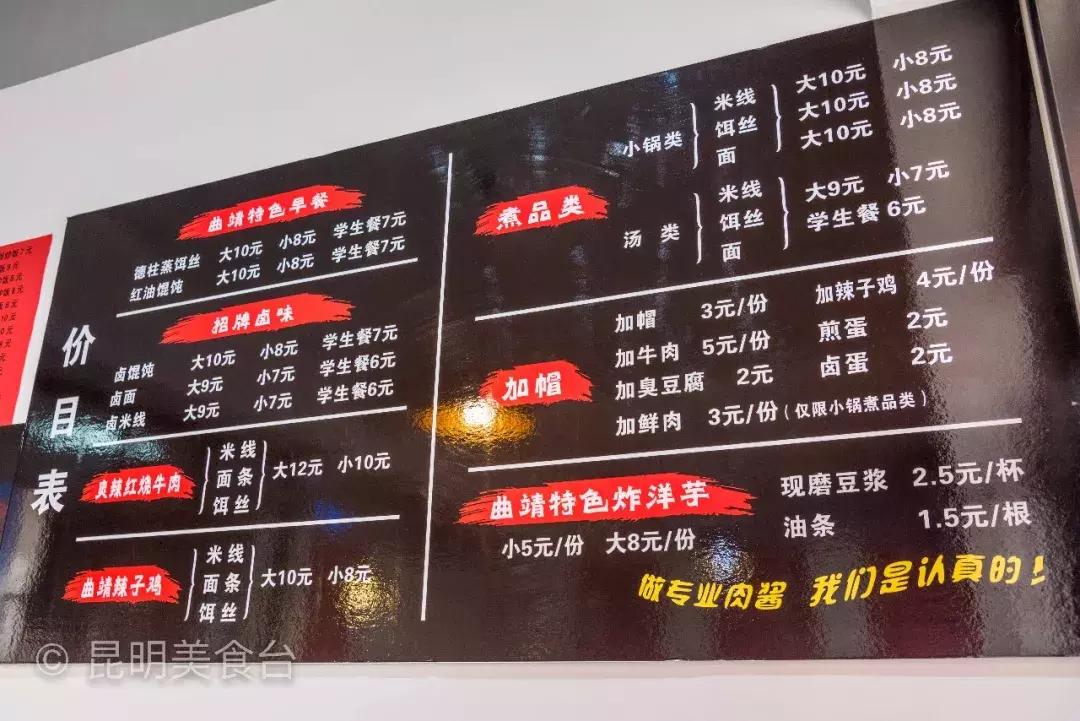 价目表
曲靖特色早餐
德柱蒸饵丝 大10元 小8元 学生餐7元
红油馄饨 大10元 小8元 学生餐7元
招牌卤味
卤馄饨 大10元 小8元 学生餐7元
卤面 大9元 小7元 学生餐6元
卤米线 大9元 小7元 学生餐6元
爽辣红烧牛肉
米线
面条 大12元 小10元
饵丝
曲靖辣子鸡
米线
面条 大10元 小8元
饵丝
煮品类
小锅类
米线 大10元 小8元
饵丝 大10元 小8元
面 大10元 小8元
汤类
米线 大9元 小7元
饵丝 学生餐 6元
面
加帽
加帽 3元/份 加辣子鸡 4元/份
加牛肉 5元/份 煎蛋 2元
加臭豆腐 2元 卤蛋 2元
加鲜肉 3元/份(仅限小锅煮品类)
曲靖特色炸洋芋
小5元/份 大8元/份
现磨豆浆 2.5元/杯
油条 1.5元/根
做专业肉酱 我们是认真的!
© 昆明美食台